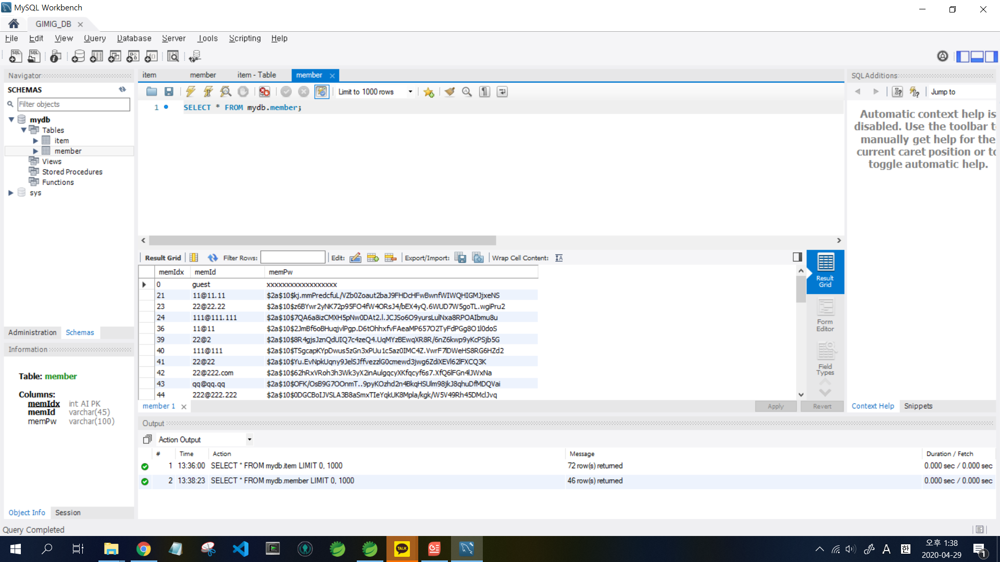 MySQL Workbench
GIMIG_DB
File Edit View Query Database Server Tools Scripting Help
Navigator
SCHEMAS
Filter objects
mydb
Tables
item
member
Views
Stored Procedures
Functions
sys
Administration Schemas
Information
Table: member
Columns:
memIdx int AI PK
memId varchar(45)
memPw varchar(100)
Object Info Session
item member item - Table member
Limit to 1000 rows
1 SELECT * FROM mydb.member;
Result Grid Filter Rows: Edit: Export/Import: Wrap Cell Content:
memIdx memId memPw
0 guest xxxxxxxxxxxxxxxxxx
21 11@11.11 $2a$10$kj.mmPredcfuL/VZb0Zoaut2baJ9FHDcHFwBwnfWIWQHIGMJjxeNS
23 22@22.22 $2a$10$z6BYwr2yNK72p95FO4fW4ORsJ4/bEX4yQ.6WUD7W5goTL.wgiPru2
24 111@111.111 $2a$10$7QA6a8izCMXH5pNw0DAt2.l.JCJSo6O9yursLulNxa8RPOAIbmu8u
36 11@11 $2a$10$2JmBf6oBHuqjvlPgp.D6tOhhxfvFAeaMP657O2TyFdPGg8O1l0doS
39 22@2 $2a$10$8R4gjsJznQdUIQ7c4zeQ4.UqMYzBEwqXR8R/6nZ6kwp9yKcPSjb5G
40 111@111 $2a$10$TSgcapKYpDwus5zGn3xPUu1c5az0IMC4Z.VwrF7lDWeHS8RG6HZd2
41 22@22 $2a$10$Yu.EvNpkUqny9JelSJffvezzlG0cmewd3jwg6ZdiXEVl62lFXCQ3K
42 22@222.com $2a$10$62hRxVRoh3h3Wk3yX2inAulgqcyXKfqcyf6s7.XfQ6lFGn4lJWxNa
43 qq@qq.qq $2a$10$OFK/OsB9G7OOnmT..9pyKOzhd2n4BkqHSUlm98jkJ8qhuDfMDQVai
44 222@222.222 $2a$10$0DGCBoIJVSLA3B8aSmxTIeYqkUK8Mpla/kgk/W5V49Rh45DMclJvq
Result Grid
Form Editor
Field Types
member 1
Apply Revert
SQLAdditions
Jump to
Automatic context help is
disabled. Use the toolbar t
manually get help for the
current caret position or to
toggle automatic help.
Context Help Snippets
Output
Action Output
# Time Action Message Duration / Fetch
1 13:36:00 SELECT * FROM mydb.item LIMIT 0, 1000 72 row(s) returned 0.000 sec / 0.000 sec
2 13:38:23 SELECT * FROM mydb.member LIMIT 0, 1000 46 row(s) returned 0.000 sec / 0.000 sec
Query Completed
TALK
A 한
오후 1:38
2020-04-29
1